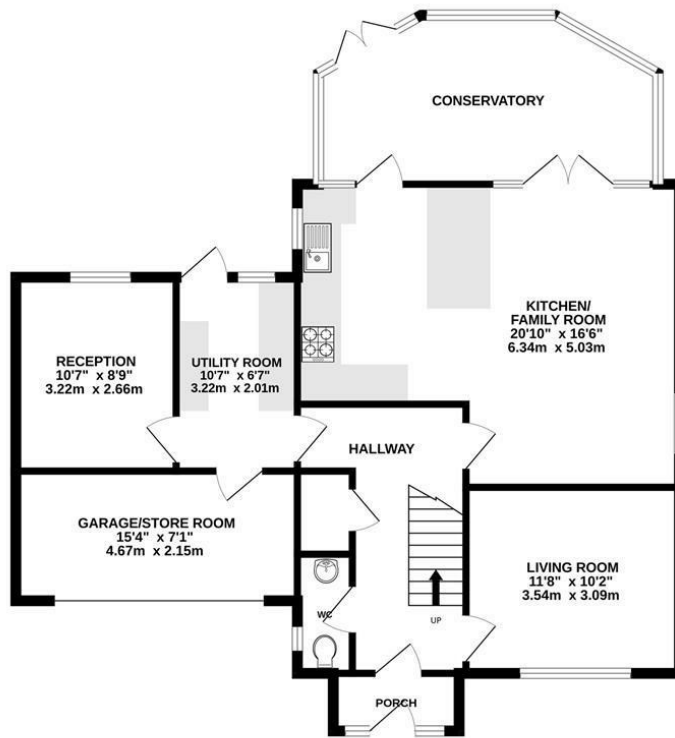 CONSERVATORY
KITCHEN/
FAMILY ROOM
20'10" x 16'6"
6.34m x 5.03m
RECEPTION
10'7" x 8'9"
3.22m x 2.66m
UTILITY ROOM
10'7" x 6'7"
3.22m x 2.01m
HALLWAY
GARAGE/STORE ROOM
15'4" x 7'1"
4.67m x 2.15m
LIVING ROOM
11'8" x 10'2"
3.54m x 3.09m
WC
UP
PORCH